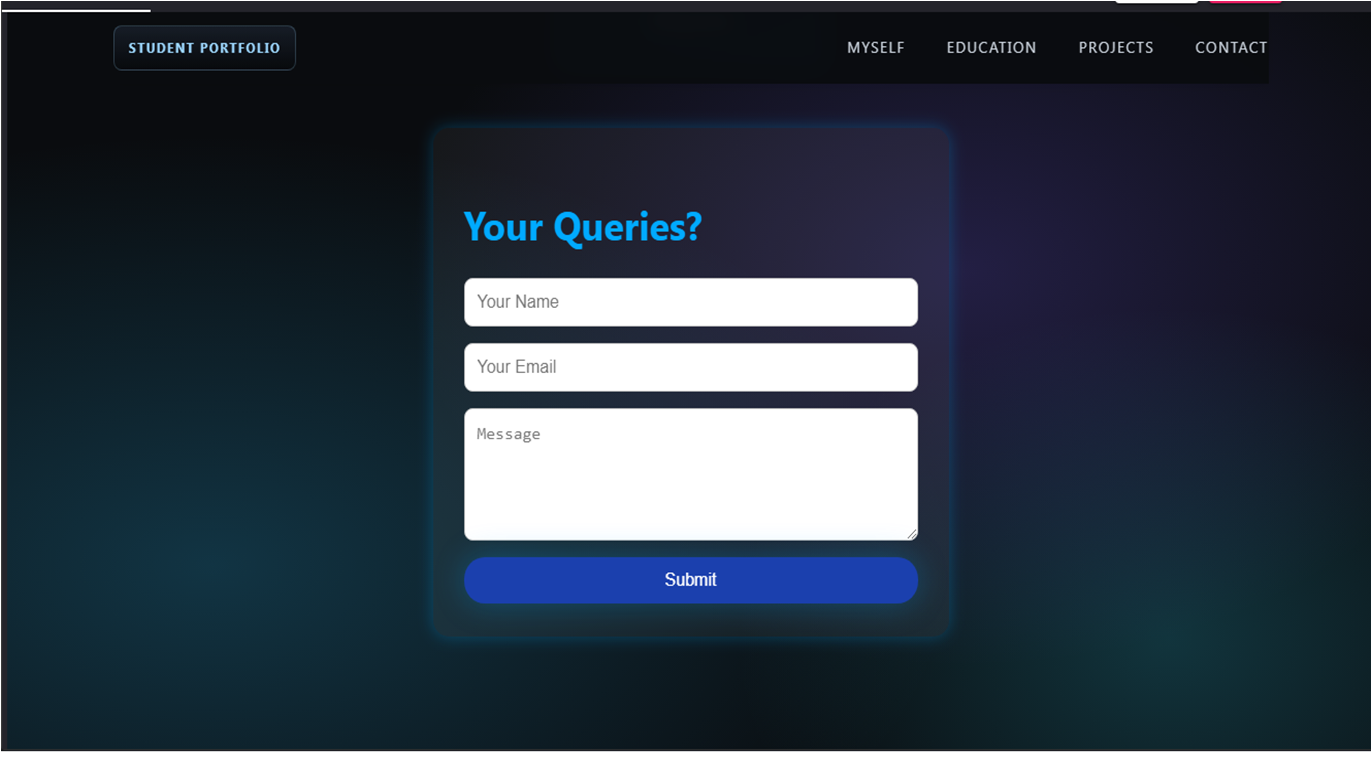 STUDENT PORTFOLIO
MYSELF EDUCATION PROJECTS CONTACT
Your Queries?
Your Name
Your Email
Message
Submit